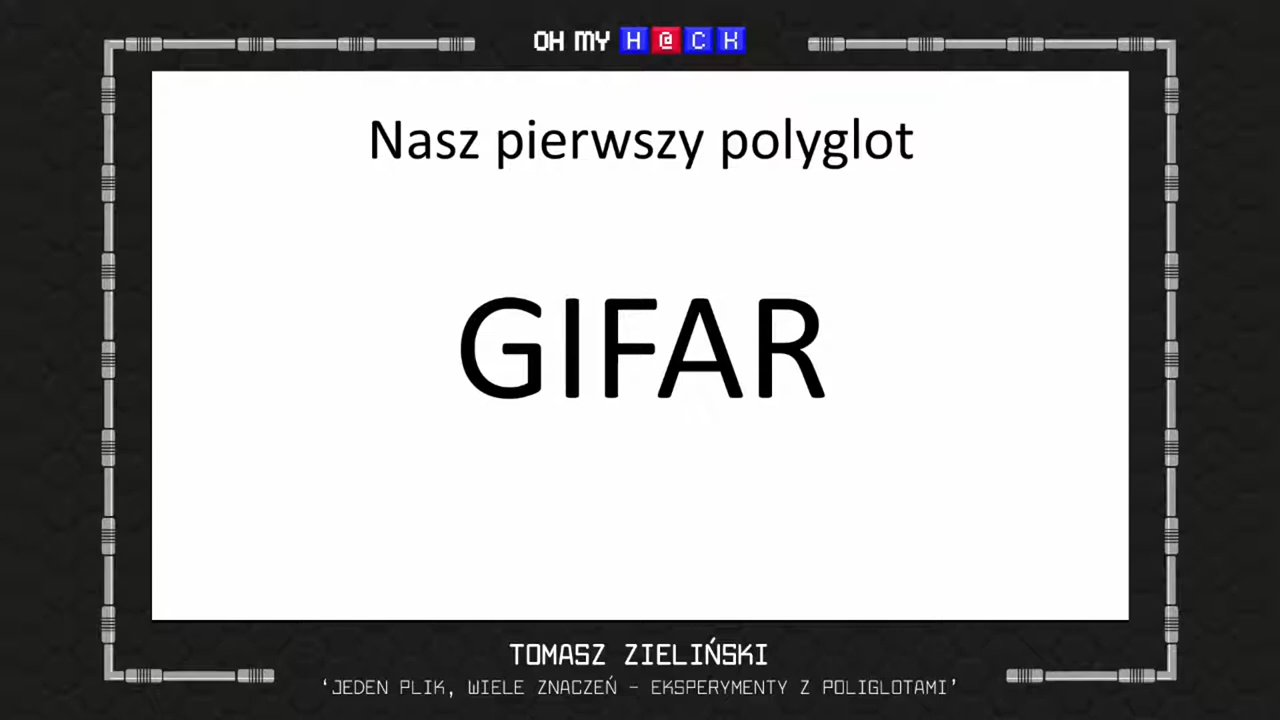 OH MY H@CK
Nasz pierwszy polyglot
GIFAR
TOMASZ ZIELIŃSKI
‘JEDEN PLIK, WIELE ZNACZEŃ – EKSPERYMENTY Z POLIGLOTAMI’